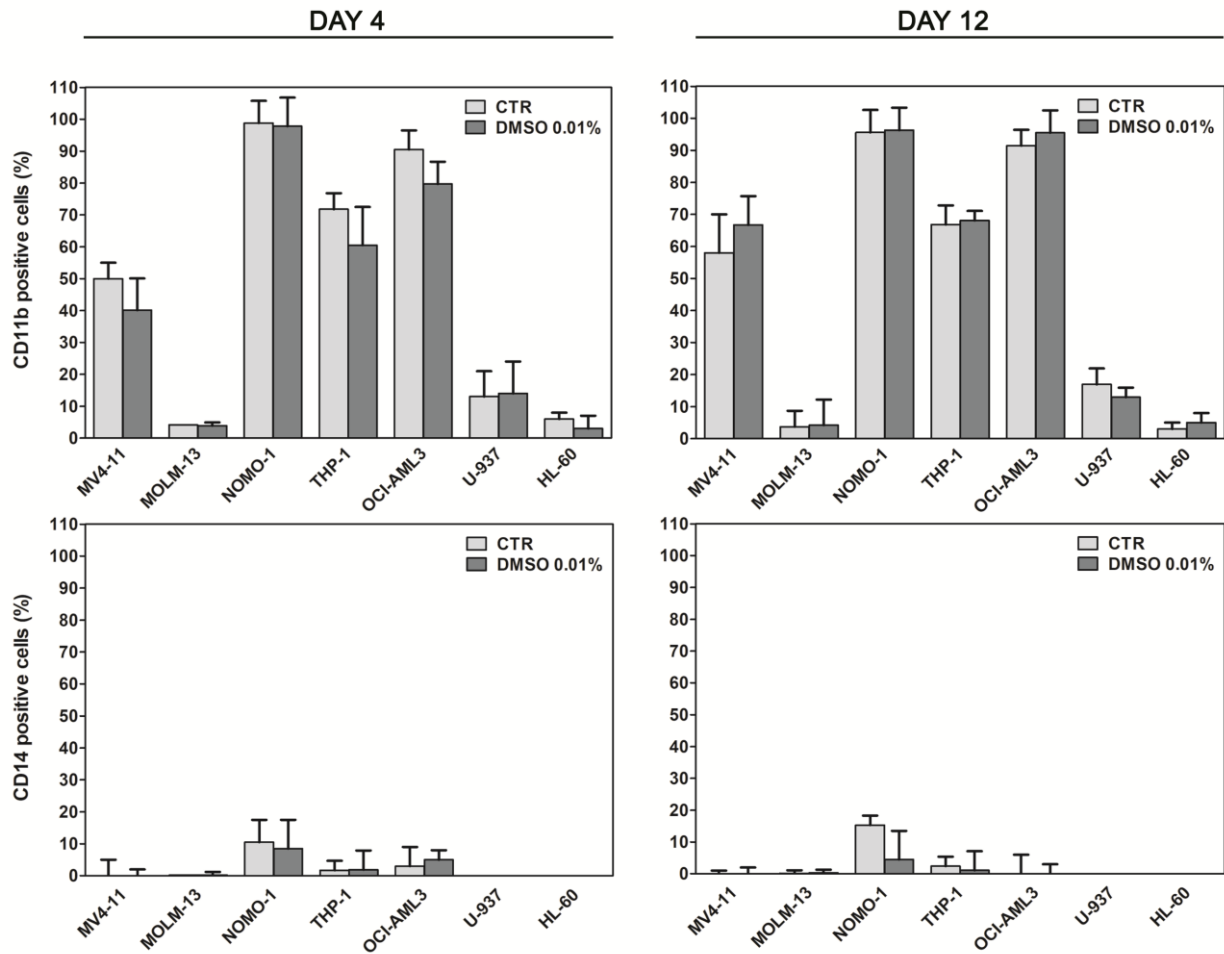 DAY 4
DAY 12
CD11b positive cells (%)
110
100
90
80
70
60
50
40
30
20
10
0
CTR
DMSO 0.01%
MV4-11
MOLM-13
NOMO-1
THP-1
OCI-AML3
U-937
HL-60
110
100
90
80
70
60
50
40
30
20
10
0
CTR
DMSO 0.01%
MV4-11
MOLM-13
NOMO-1
THP-1
OCI-AML3
U-937
HL-60
CD14 positive cells (%)
110
100
90
80
70
60
50
40
30
20
10
0
CTR
DMSO 0.01%
MV4-11
MOLM-13
NOMO-1
THP-1
OCI-AML3
U-937
HL-60
110
100
90
80
70
60
50
40
30
20
10
0
CTR
DMSO 0.01%
MV4-11
MOLM-13
NOMO-1
THP-1
OCI-AML3
U-937
HL-60